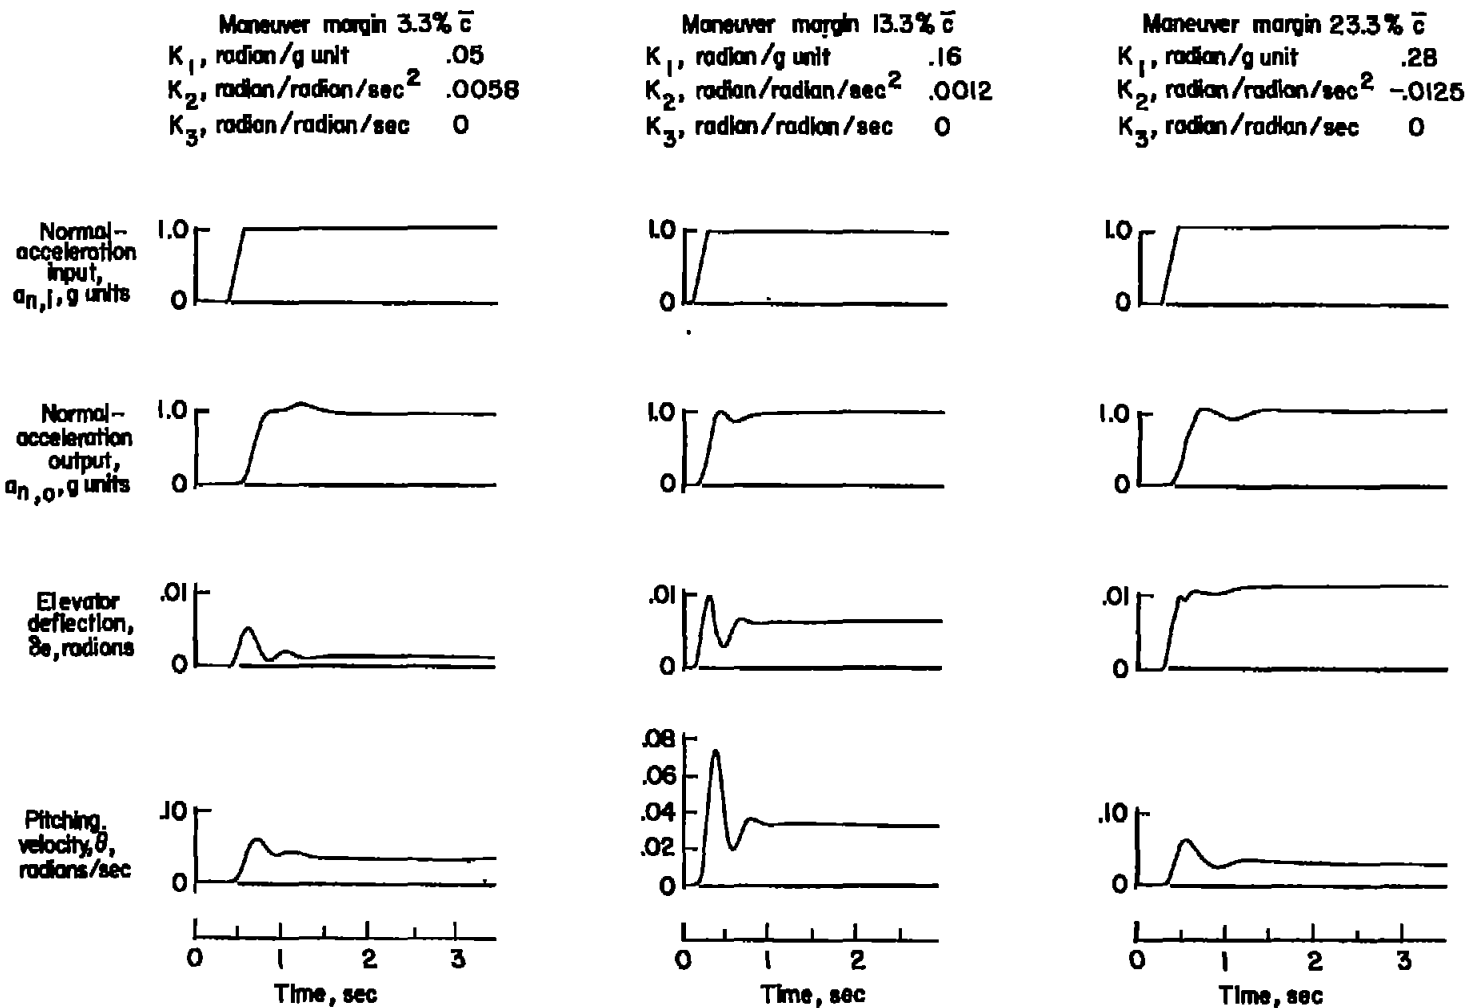 Maneuver margin 3.3% c̄
K1, radian/g unit .05
K2, radian/radian/sec2 .0058
K3, radian/radian/sec 0
Maneuver margin 13.3% c̄
K1, radian/g unit .16
K2, radian/radian/sec2 .0012
K3, radian/radian/sec 0
Maneuver margin 23.3% c̄
K1, radian/g unit .28
K2, radian/radian/sec2 -.0125
K3, radian/radian/sec 0
Normal-
acceleration
input,
an,i, g units
1.0
0
1.0
0
1.0
0
Normal-
acceleration
output,
an,o, g units
1.0
0
1.0
0
1.0
0
Elevator
deflection,
δe, radions
.01
0
.01
0
.01
0
Pitching
velocity, θ,
radians/sec
.10
0
.08
.06
.04
.02
0
.10
0
0 1 2 3
Time, sec
0 1 2
Time, sec
0 1 2 3
Time, sec